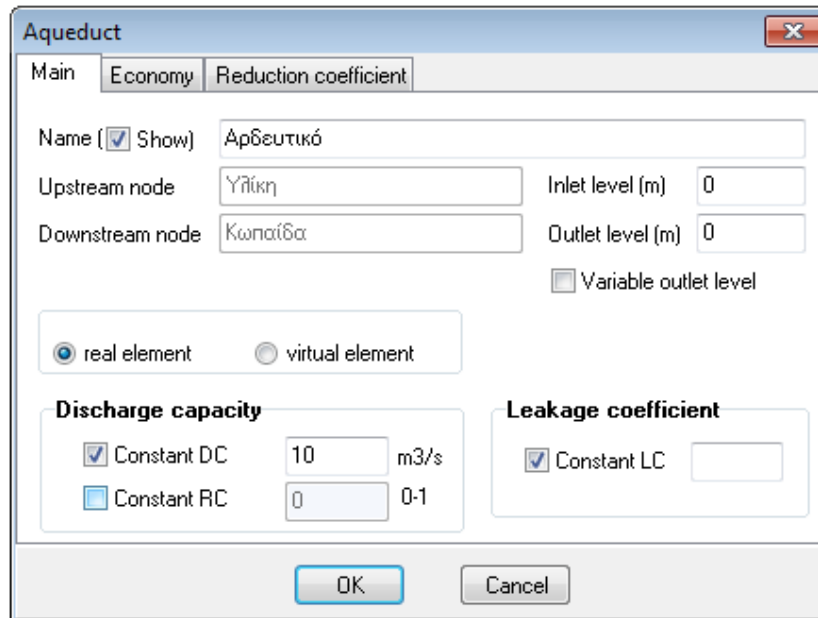 Aqueduct
Main Economy Reduction coefficient
Name ( Show) Αρδευτικό
Upstream node Υλίκη Inlet level (m) 0
Downstream node Κωπαίδα Outlet level (m) 0
Variable outlet level
real element virtual element
Discharge capacity Leakage coefficient
Constant DC 10 m3/s Constant LC
Constant RC 0 0-1
OK Cancel